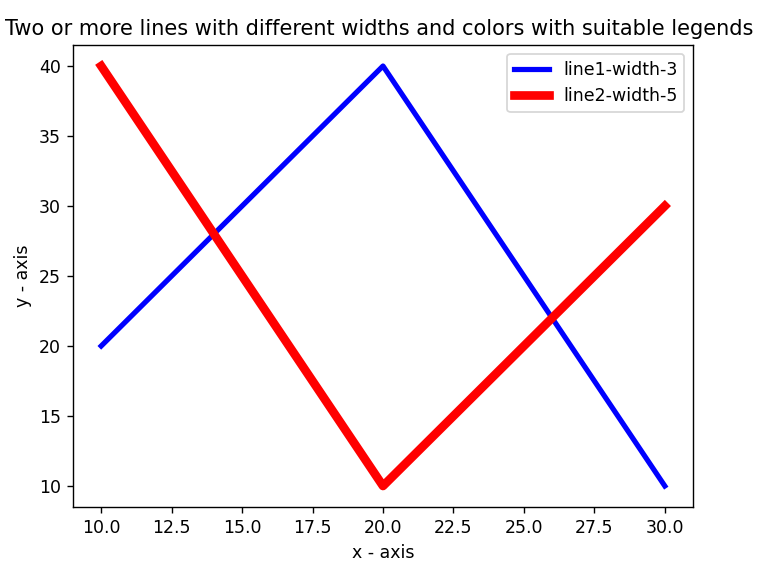 Two or more lines with different widths and colors with suitable legends
line1-width-3
line2-width-5
y - axis
40
35
30
25
20
15
10
10.0 12.5 15.0 17.5 20.0 22.5 25.0 27.5 30.0
x - axis